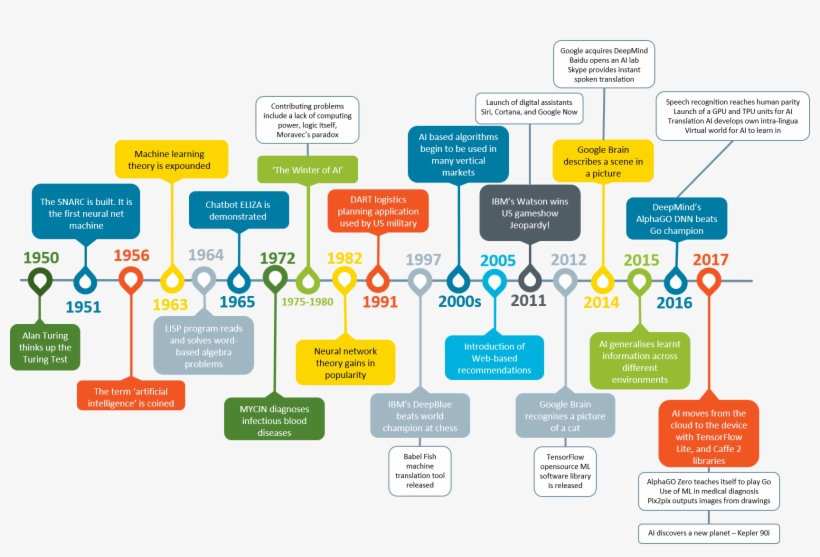 Google acquires DeepMind
Baidu opens an AI lab
Skype provides instant
spoken translation
Contributing problems
include a lack of computing
power, logic itself,
Moravec's paradox
Launch of digital assistants
Siri, Cortana, and Google Now
Speech recognition reaches human parity
Launch of a GPU and TPU units for AI
Translation AI develops own intra-lingua
Virtual world for AI to learn in
Machine learning
theory is expounded
'The Winter of AI'
AI based algorithms
begin to be used in
many vertical
markets
Google Brain
describes a scene in
a picture
The SNARC is built. It is
the first neural net
machine
Chatbot ELIZA is
demonstrated
DART logistics
planning application
used by US military
IBM's Watson wins
US gameshow
Jeopardy!
DeepMind's
AlphaGO DNN beats
Go champion
1950
1956
1964
1972
1982
1997
2005
2012
2015
2017
1951
1963
1965
1975-1980
1991
2000s
2011
2014
2016
Alan Turing
thinks up the
Turing Test
The term 'artificial
intelligence' is coined
LISP program reads
and solves word-
based algebra
problems
MYCIN diagnoses
infectious blood
diseases
Neural network
theory gains in
popularity
IBM's DeepBlue
beats world
champion at chess
Babel Fish
machine
translation tool
released
Introduction of
Web-based
recommendations
Google Brain
recognises a picture
of a cat
TensorFlow
opensource ML
software library
is released
AI generalises learnt
information across
different
environments
AI moves from the
cloud to the device
with TensorFlow
Lite, and Caffe 2
libraries
AlphaGO Zero teaches itself to play Go
Use of ML in medical diagnosis
Pix2pix outputs images from drawings
AI discovers a new planet – Kepler 90i